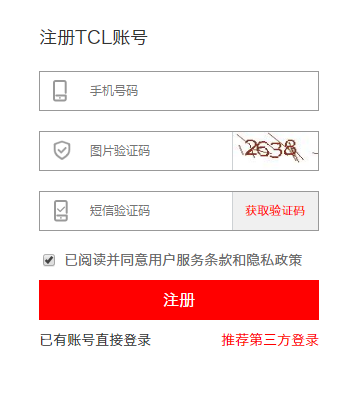 注册TCL账号
手机号码
图片验证码 2638
短信验证码 获取验证码
已阅读并同意用户服务条款和隐私政策
注册
已有账号直接登录 推荐第三方登录